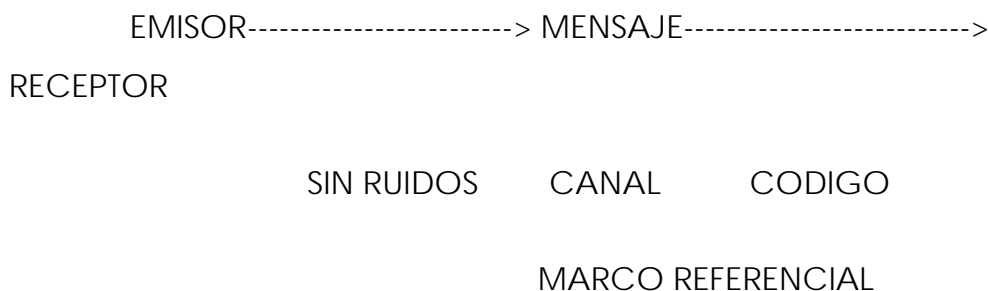 EMISOR-------------------------> MENSAJE--------------------------->
RECEPTOR
SIN RUIDOS CANAL CODIGO
MARCO REFERENCIAL